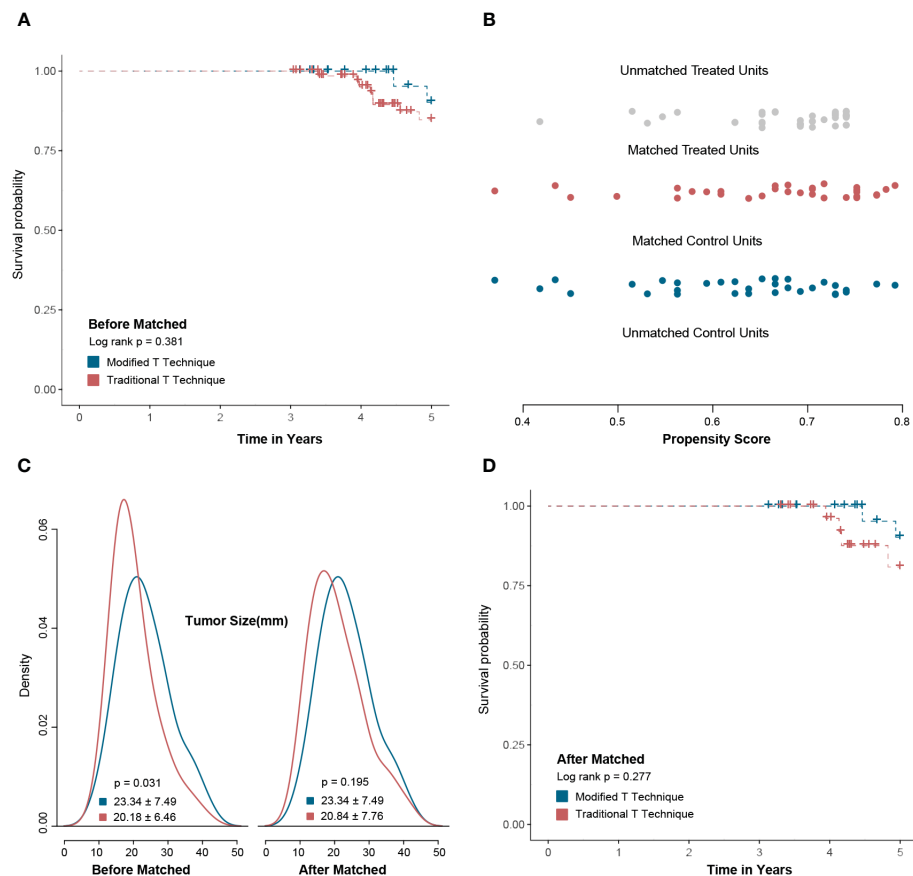 A
1.00
0.75
0.50
0.25
0.00
Survival probability
Before Matched
Log rank p = 0.381
Modified T Technique
Traditional T Technique
0 1 2 3 4 5
Time in Years
B
Unmatched Treated Units
Matched Treated Units
Matched Control Units
Unmatched Control Units
0.4 0.5 0.6 0.7 0.8
Propensity Score
C
0.06
0.04
0.02
0.00
Density
Tumor Size(mm)
p = 0.031
23.34 ± 7.49
20.18 ± 6.46
0 10 20 30 40 50
Before Matched
p = 0.195
23.34 ± 7.49
20.84 ± 7.76
0 10 20 30 40 50
After Matched
D
1.00
0.75
0.50
0.25
0.00
Survival probability
After Matched
Log rank p = 0.277
Modified T Technique
Traditional T Technique
0 1 2 3 4 5
Time in Years